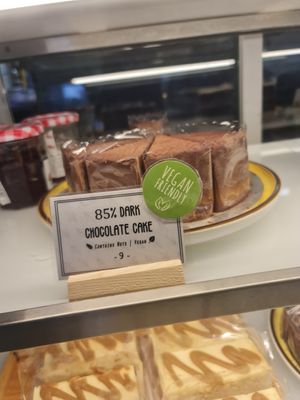 85% DARK
CHOCOLATE CAKE
CONTAINS NUTS / VEGAN
- 9 -
VEGAN
FRIENDLY